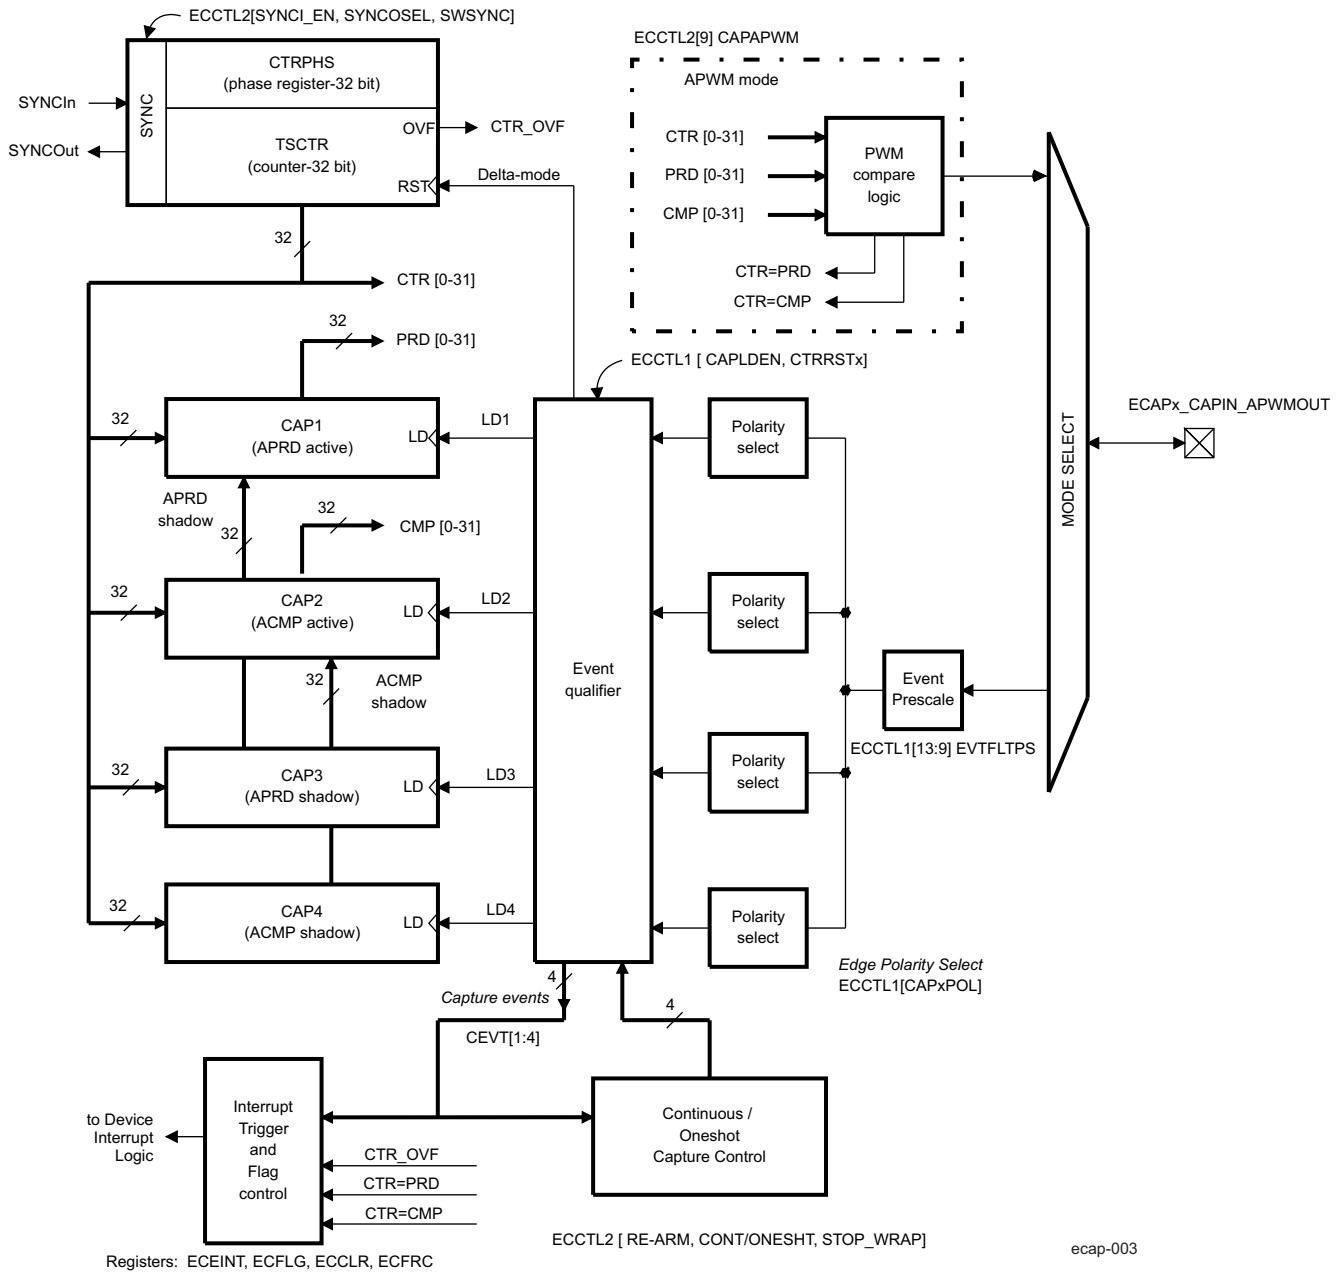 ECCTL2[SYNCI_EN, SYNCOSEL, SWSYNC]
CTRPHS
(phase register-32 bit)
SYNC
SYNCIn
SYNCOut
TSCTR
(counter-32 bit)
OVF
CTR_OVF
RST
Delta-mode
ECCTL2[9] CAPAPWM
APWM mode
CTR [0-31]
PRD [0-31]
CMP [0-31]
PWM
compare
logic
CTR=PRD
CTR=CMP
32
CTR [0-31]
32
PRD [0-31]
ECCTL1 [ CAPLDEN, CTRRSTx]
32
CAP1
(APRD active)
LD
LD1
Polarity
select
ECAPx_CAPIN_APWMOUT
MODE SELECT
APRD
shadow
32
32
CMP [0-31]
32
CAP2
(ACMP active)
LD
LD2
Polarity
select
Event
qualifier
32
ACMP
shadow
Event
Prescale
ECCTL1[13:9] EVTFLTPS
32
CAP3
(APRD shadow)
LD
LD3
Polarity
select
32
CAP4
(ACMP shadow)
LD
LD4
Polarity
select
Edge Polarity Select
ECCTL1[CAPxPOL]
4
Capture events
CEVT[1:4]
4
to Device
Interrupt
Logic
Interrupt
Trigger
and
Flag
control
CTR_OVF
CTR=PRD
CTR=CMP
Continuous /
Oneshot
Capture Control
ECCTL2 [ RE-ARM, CONT/ONESHT, STOP_WRAP]
Registers: ECEINT, ECFLG, ECCLR, ECFRC
ecap-003